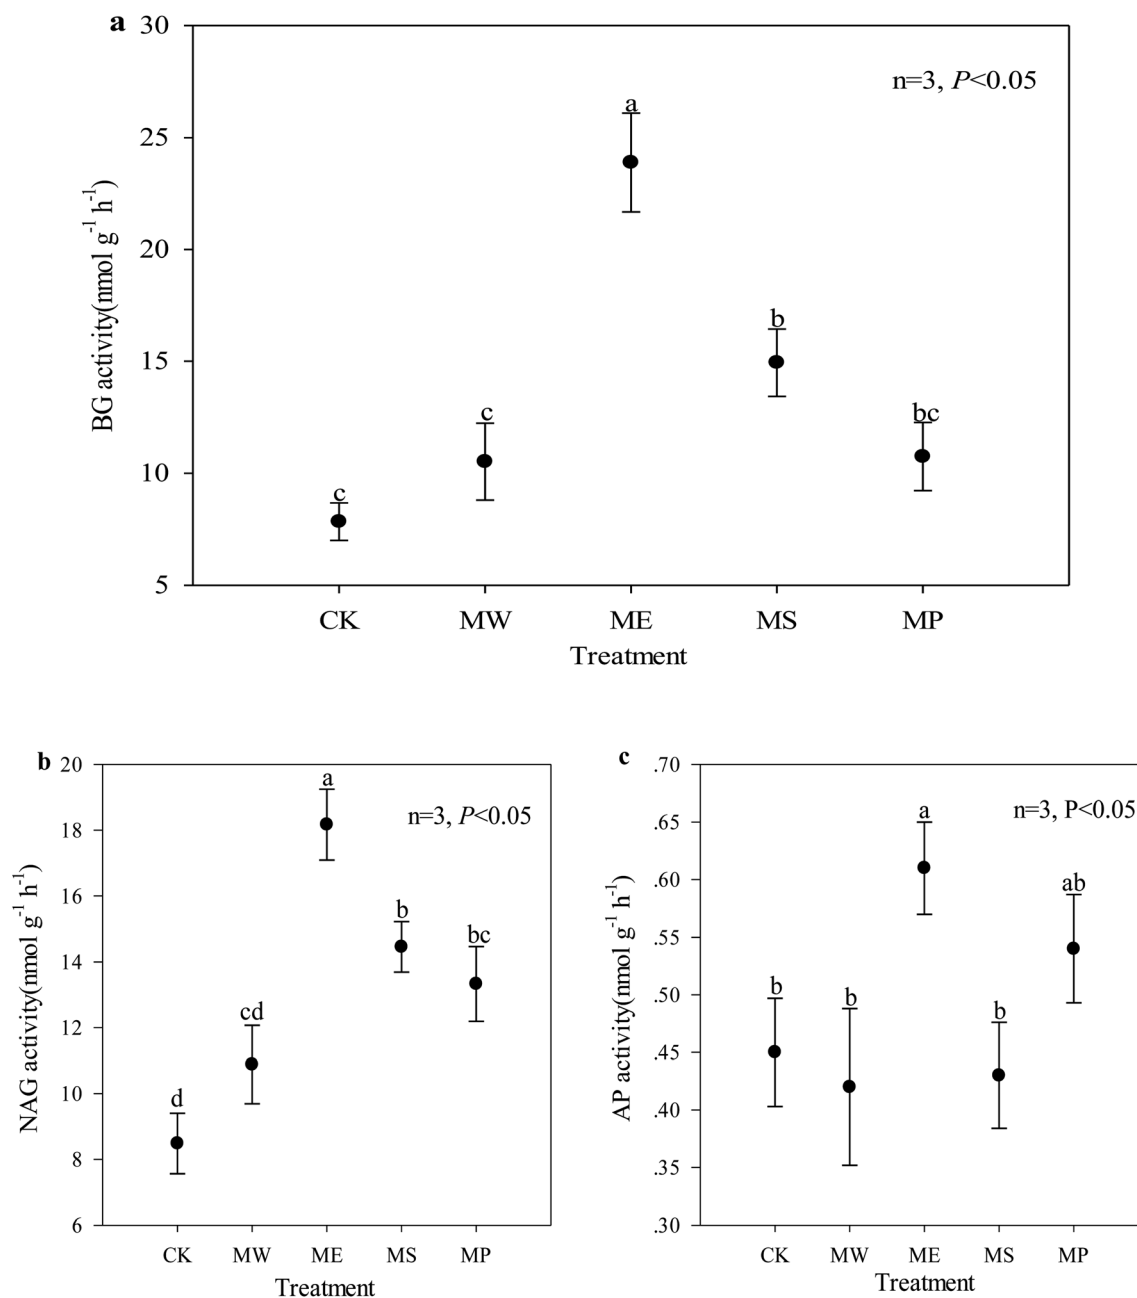 a
30
25
20
15
10
5
BG activity(nmol g⁻¹ h⁻¹)
n=3, P<0.05
c
c
a
b
bc
CK MW ME MS MP
Treatment
b
20
18
16
14
12
10
8
6
NAG activity(nmol g⁻¹ h⁻¹)
n=3, P<0.05
d
cd
a
b
bc
CK MW ME MS MP
Treatment
c
.70
.65
.60
.55
.50
.45
.40
.35
.30
AP activity(nmol g⁻¹ h⁻¹)
n=3, P<0.05
b
b
a
b
ab
CK MW ME MS MP
Treatment